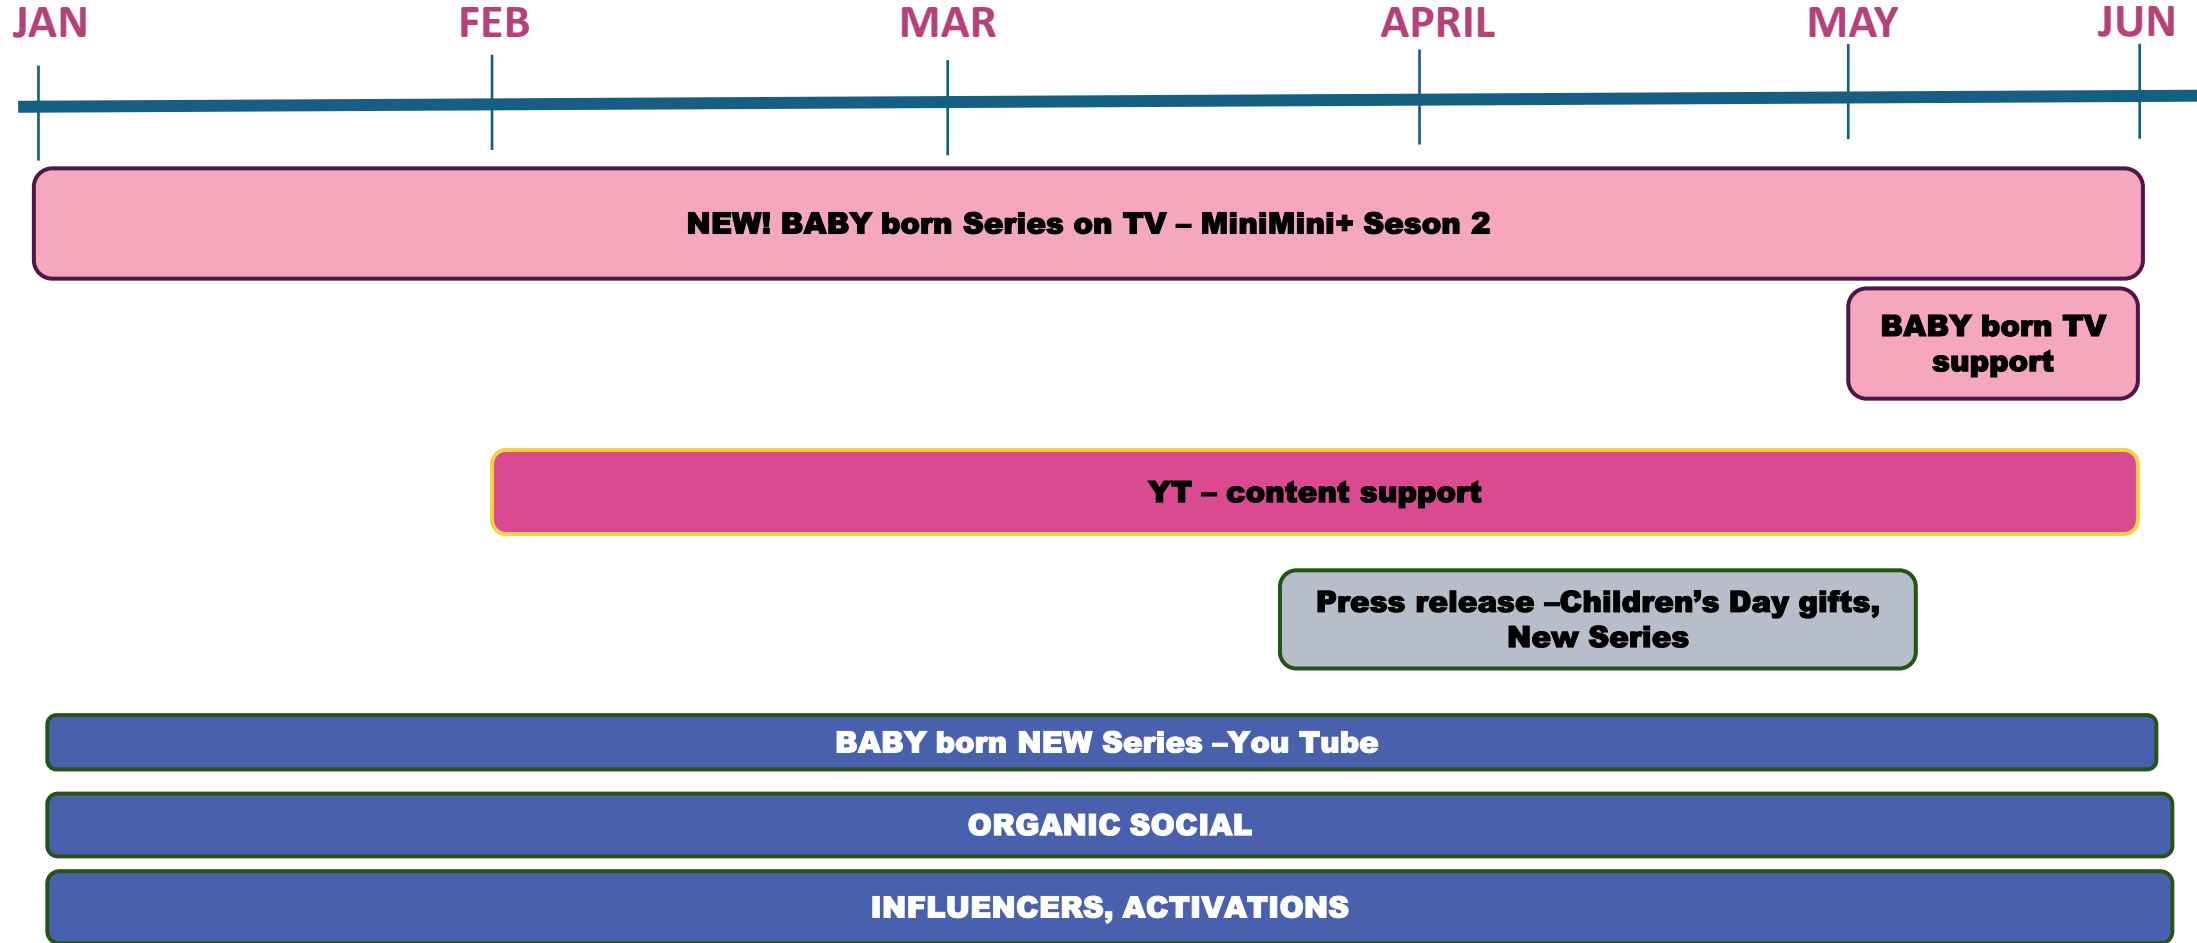 JAN FEB MAR APRIL MAY JUN
NEW! BABY born Series on TV – MiniMini+ Seson 2
BABY born TV
support
YT – content support
Press release –Children’s Day gifts,
New Series
BABY born NEW Series –You Tube
ORGANIC SOCIAL
INFLUENCERS, ACTIVATIONS